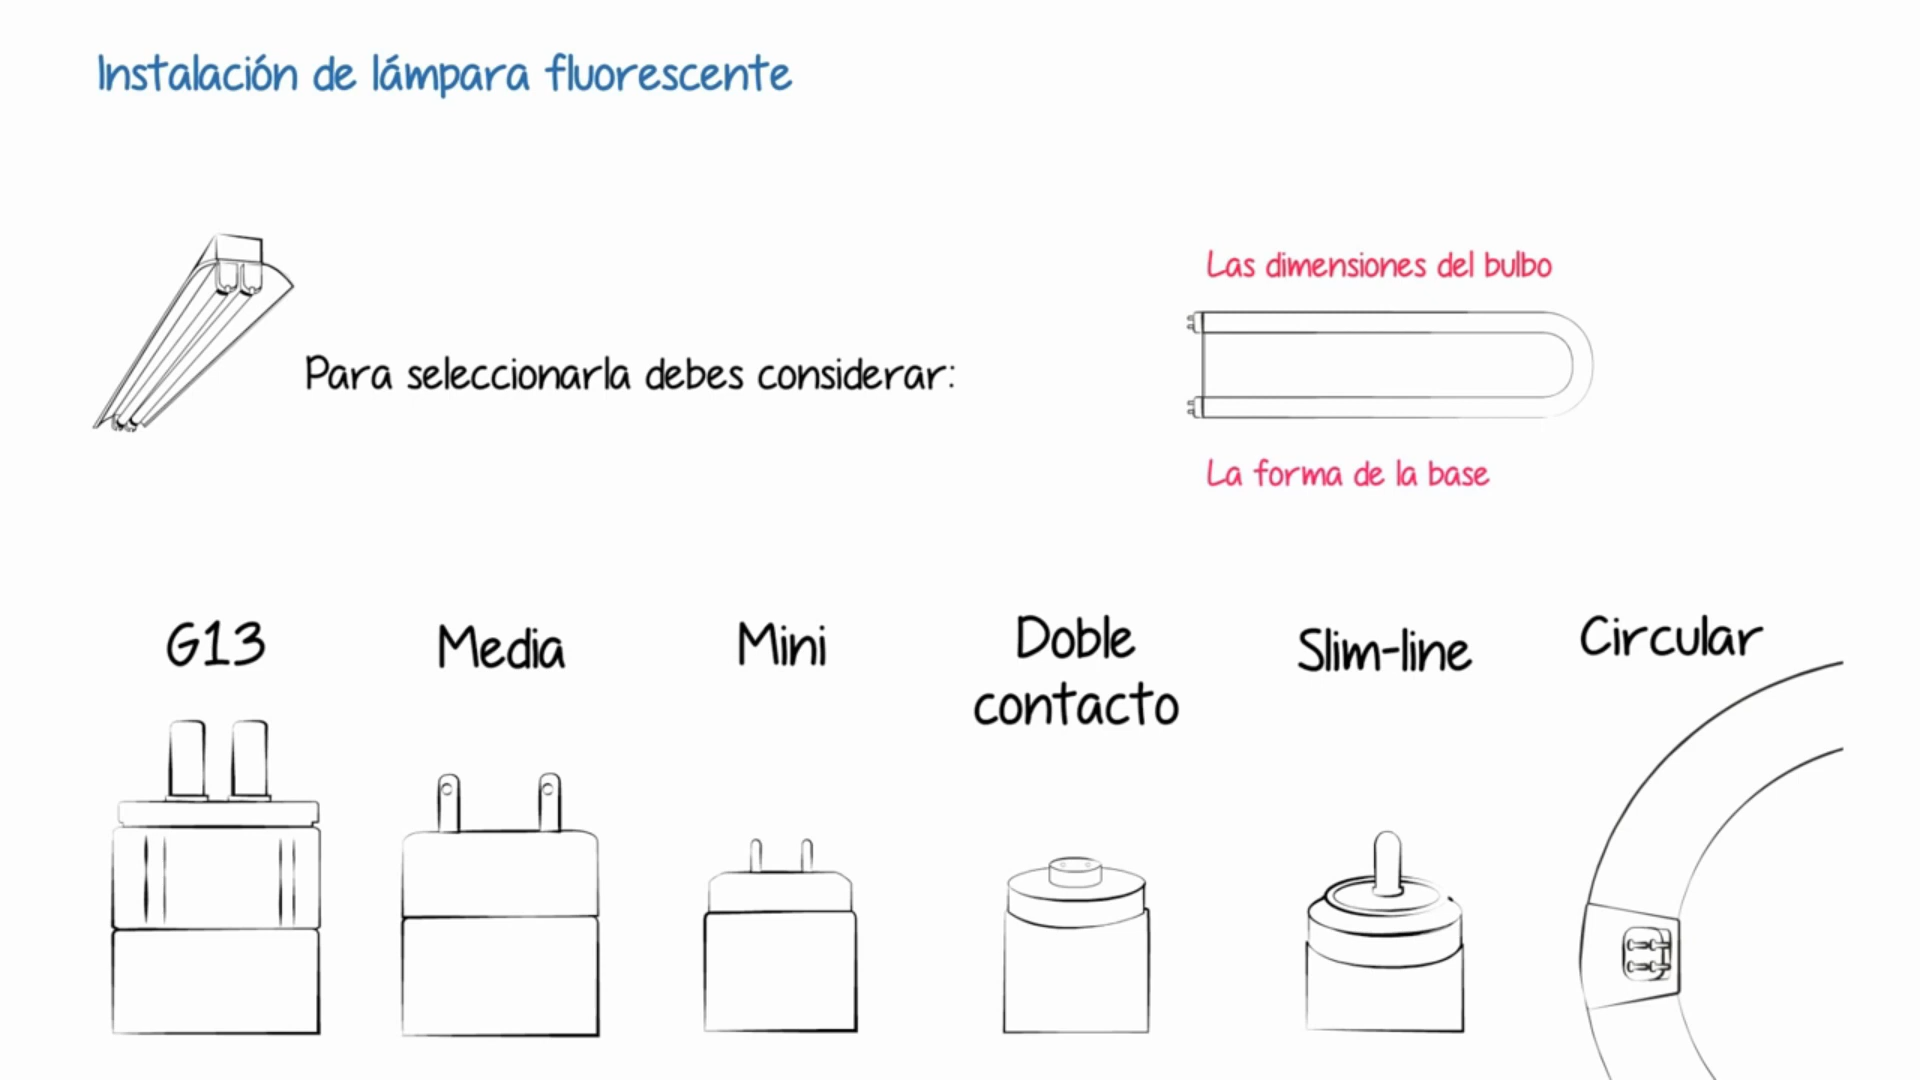 Instalación de lámpara fluorescente
Las dimensiones del bulbo
Para seleccionarla debes considerar:
La forma de la base
G13
Media
Mini
Doble
contacto
Slim-line
Circular